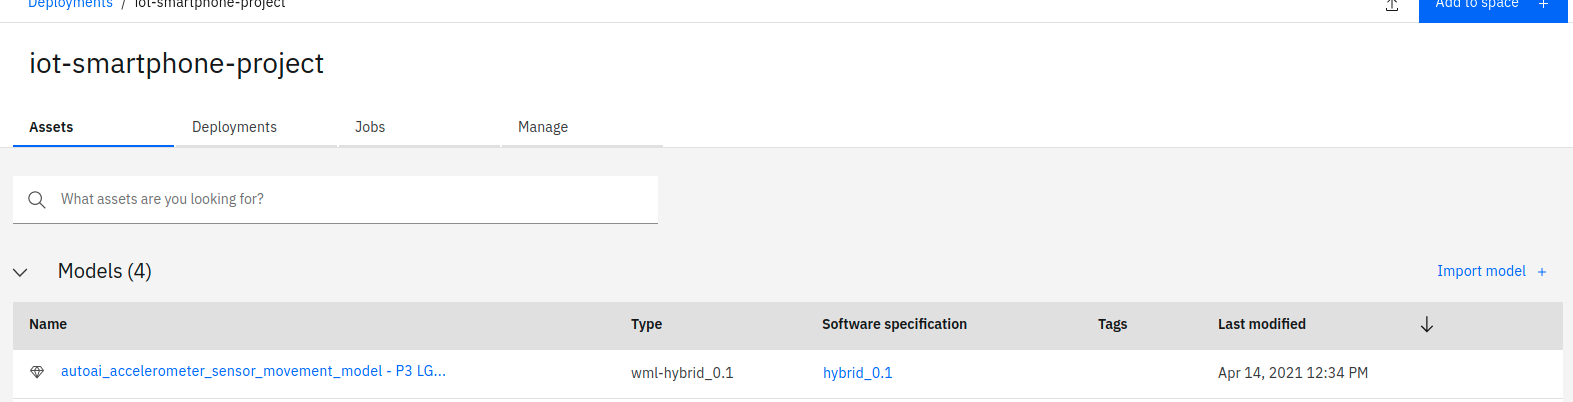 Deployments / iot-smartphone-project
Add to space +
iot-smartphone-project
Assets Deployments Jobs Manage
What assets are you looking for?
Models (4)
Import model +
Name Type Software specification Tags Last modified
autoai_accelerometer_sensor_movement_model - P3 LG... wml-hybrid_0.1 hybrid_0.1 Apr 14, 2021 12:34 PM